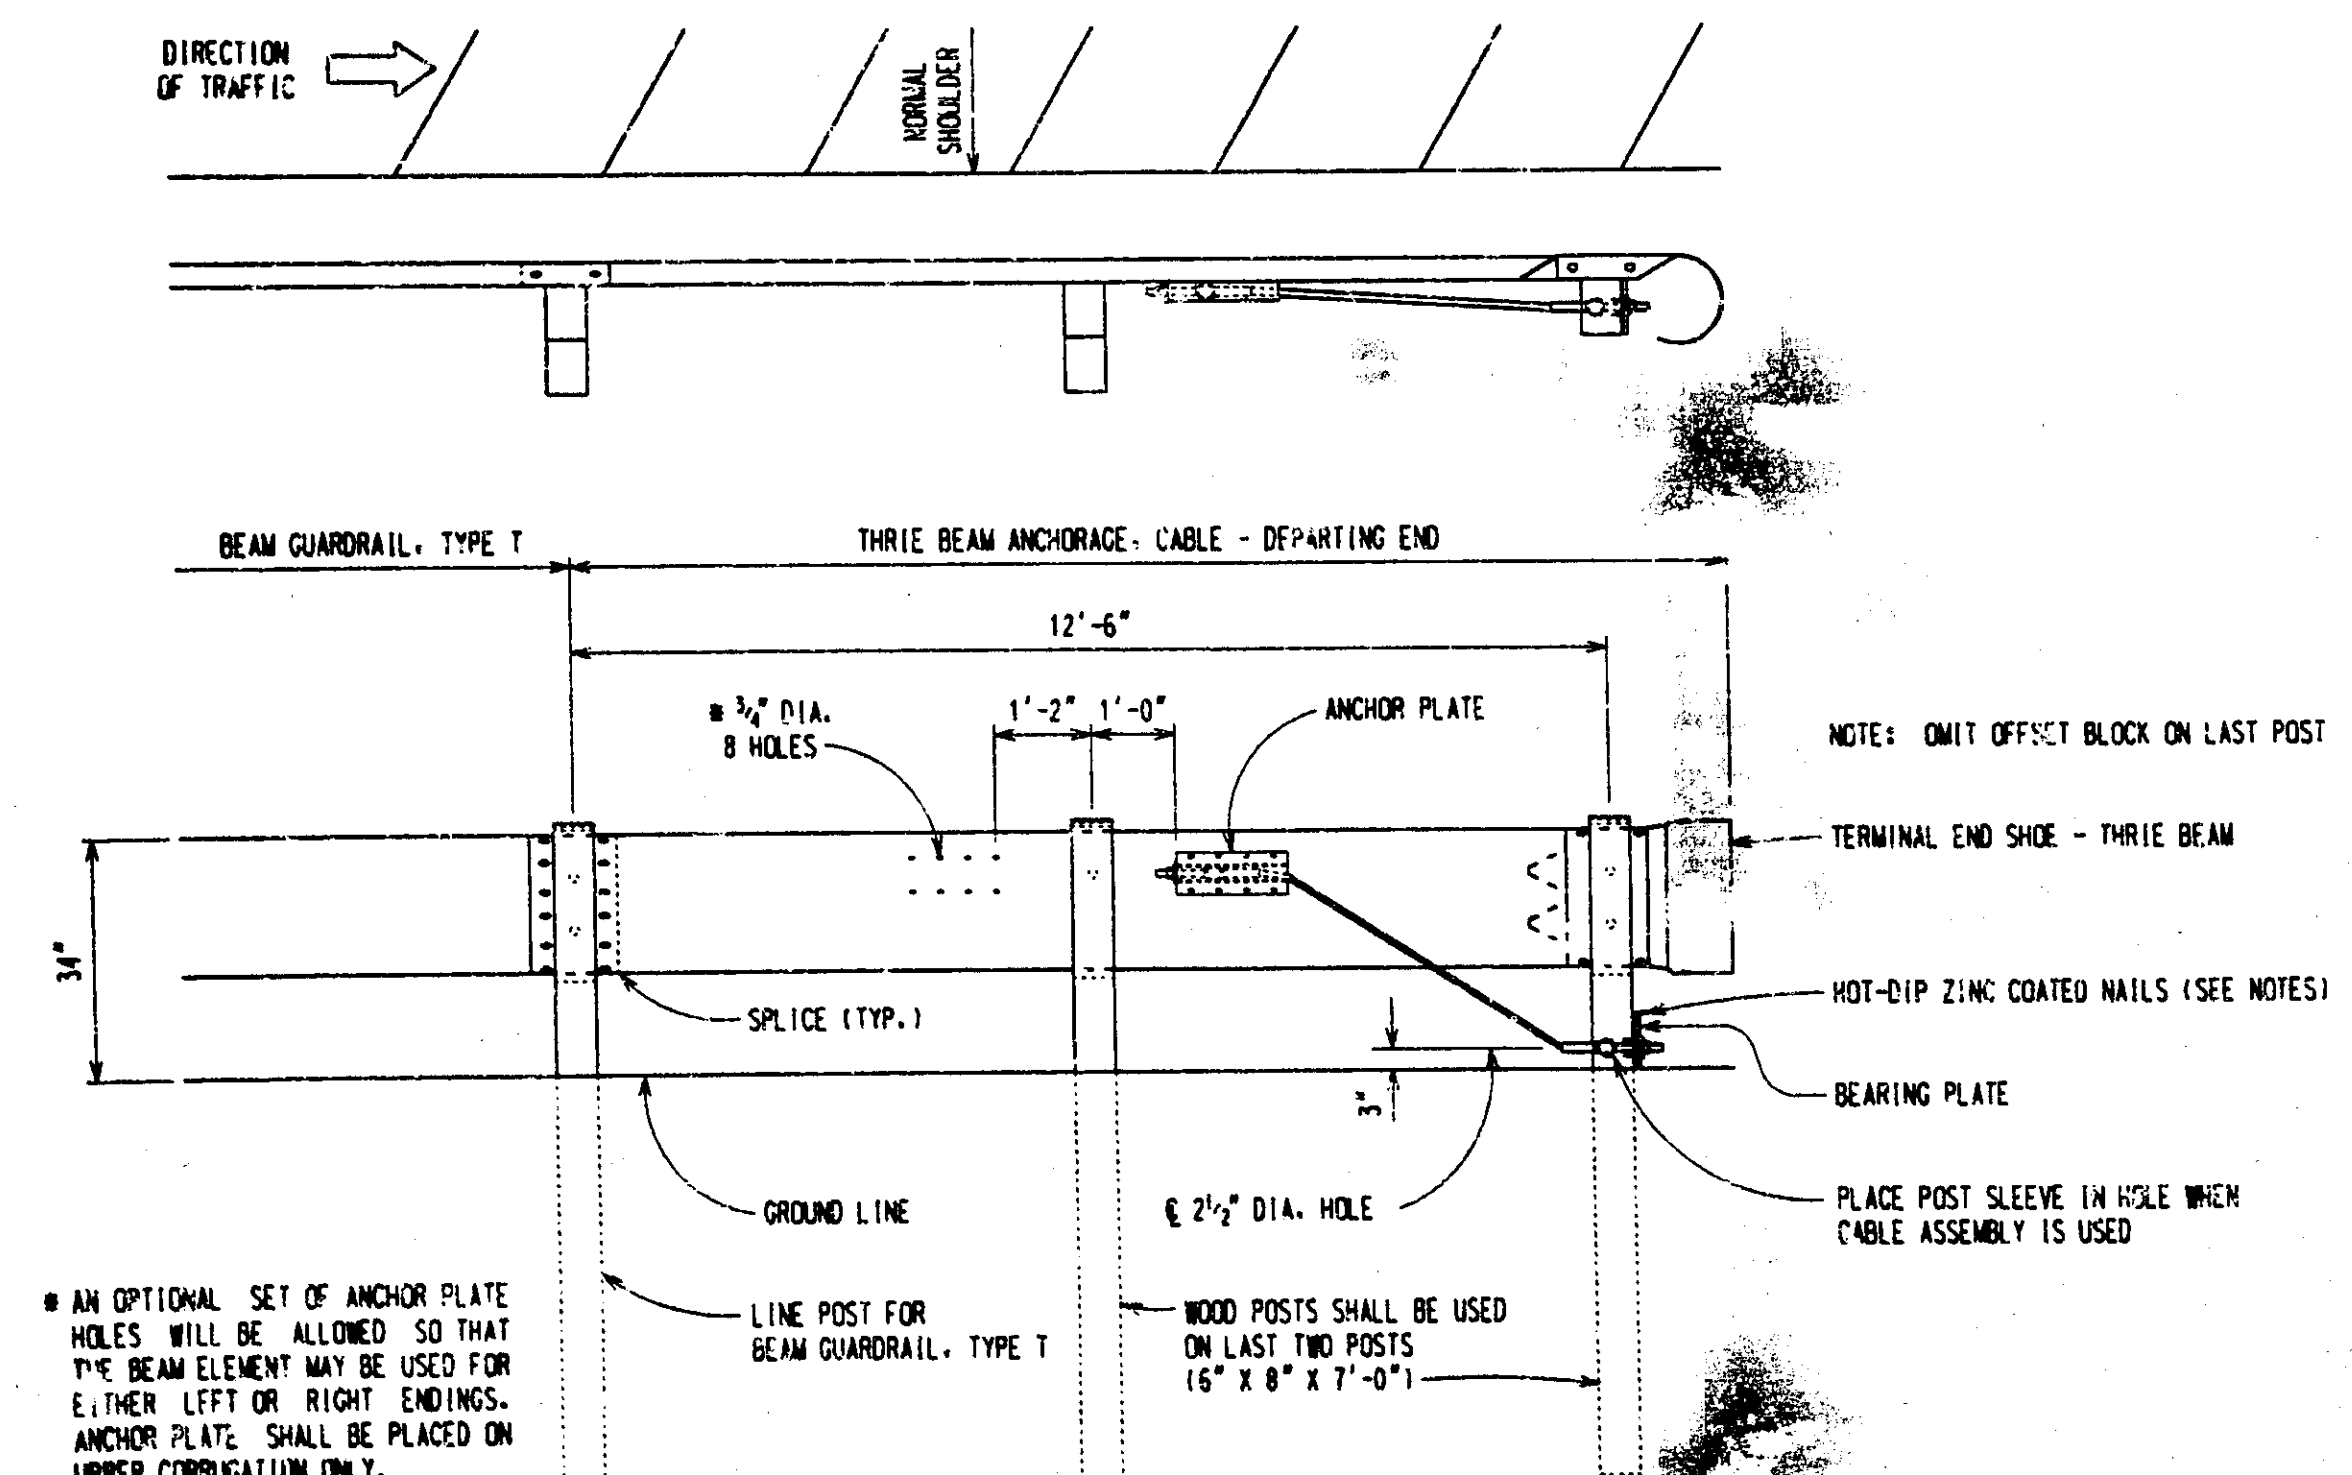 DIRECTION
OF TRAFFIC
NORMAL
SHOULDER
BEAM GUARDRAIL, TYPE T
THRIE BEAM ANCHORAGE, CABLE - DEPARTING END
12'-6"
* 3/4" DIA.
8 HOLES
1'-2"
1'-0"
ANCHOR PLATE
NOTE: OMIT OFFSET BLOCK ON LAST POST
TERMINAL END SHOE - THRIE BEAM
34"
SPLICE (TYP.)
HOT-DIP ZINC COATED NAILS (SEE NOTES)
3"
BEARING PLATE
GROUND LINE
℄ 2 1/2" DIA. HOLE
PLACE POST SLEEVE IN HOLE WHEN
CABLE ASSEMBLY IS USED
LINE POST FOR
BEAM GUARDRAIL, TYPE T
WOOD POSTS SHALL BE USED
ON LAST TWO POSTS
(6" X 8" X 7'-0")
* AN OPTIONAL SET OF ANCHOR PLATE
HOLES WILL BE ALLOWED SO THAT
THE BEAM ELEMENT MAY BE USED FOR
EITHER LEFT OR RIGHT ENDINGS.
ANCHOR PLATE SHALL BE PLACED ON
UPPER CORRUGATION ONLY.